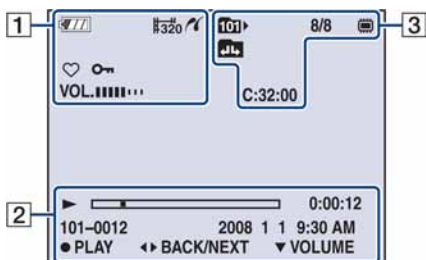 1
320 101 8/8 3
VOL.
C:32:00
2
0:00:12
101–0012 2008 1 1 9:30 AM
● PLAY ◄► BACK/NEXT ▼ VOLUME